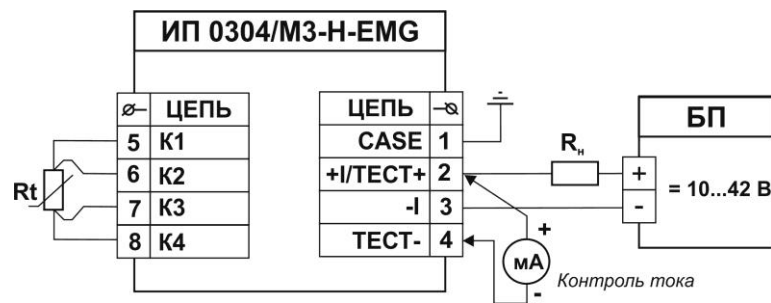 ИП 0304/М3-Н-EMG
ЦЕПЬ
5 К1
6 К2
7 К3
8 К4
Rt
ЦЕПЬ
CASE 1
+I/ТЕСТ+ 2
-I 3
ТЕСТ- 4
Rн
+
мА
-
Контроль тока
БП
+
-
= 10...42 В